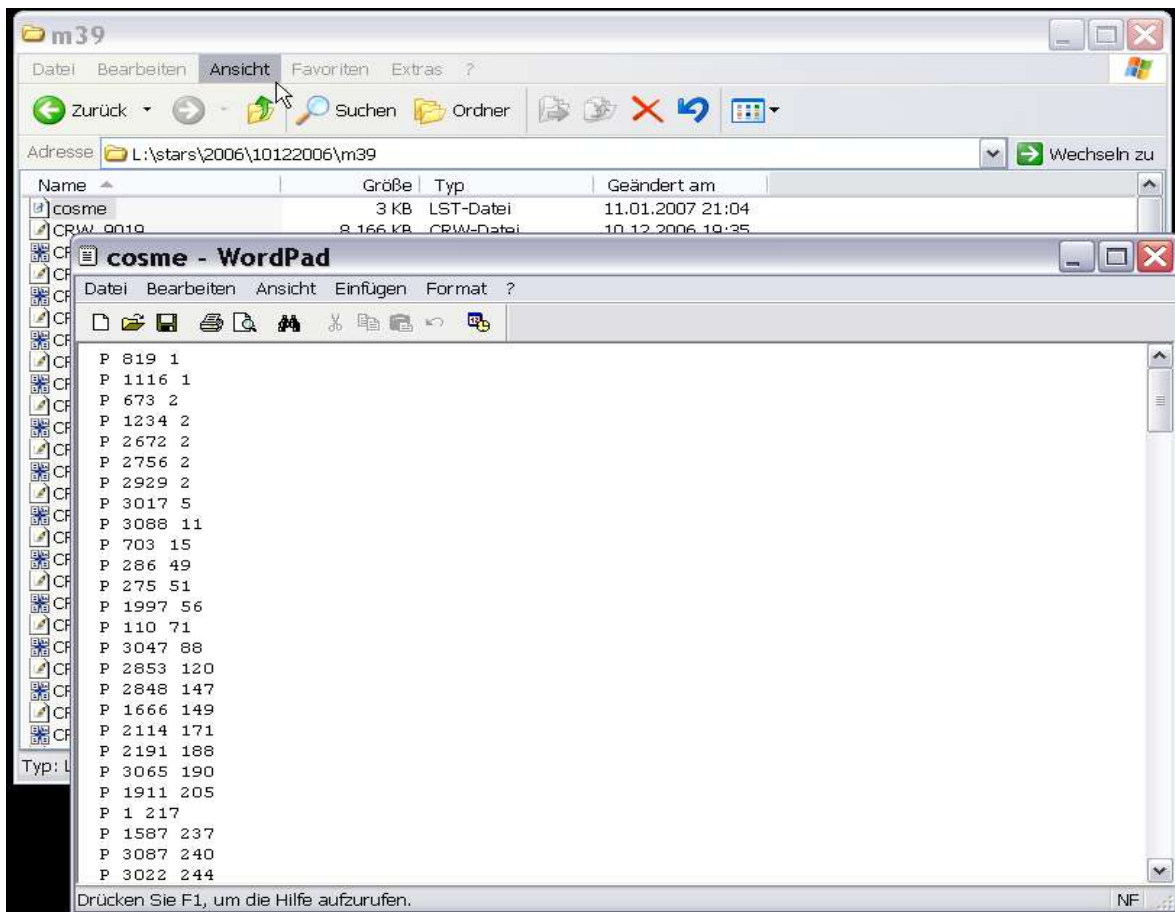 m39
Datei Bearbeiten Ansicht Favoriten Extras ?
Zurück Suchen Ordner
Adresse L:\stars\2006\10122006\m39 Wechseln zu
Name Größe Typ Geändert am
cosme 3 KB LST-Datei 11.01.2007 21:04
CRW_9019 8.166 KB CRW-Datei 10.12.2006 19:35
cosme - WordPad
Datei Bearbeiten Ansicht Einfügen Format ?
P 819 1
P 1116 1
P 673 2
P 1234 2
P 2672 2
P 2756 2
P 2929 2
P 3017 5
P 3088 11
P 703 15
P 286 49
P 275 51
P 1997 56
P 110 71
P 3047 88
P 2853 120
P 2848 147
P 1666 149
P 2114 171
P 2191 188
P 3065 190
P 1911 205
P 1 217
P 1587 237
P 3087 240
P 3022 244
Typ: L
Drücken Sie F1, um die Hilfe aufzurufen. NF